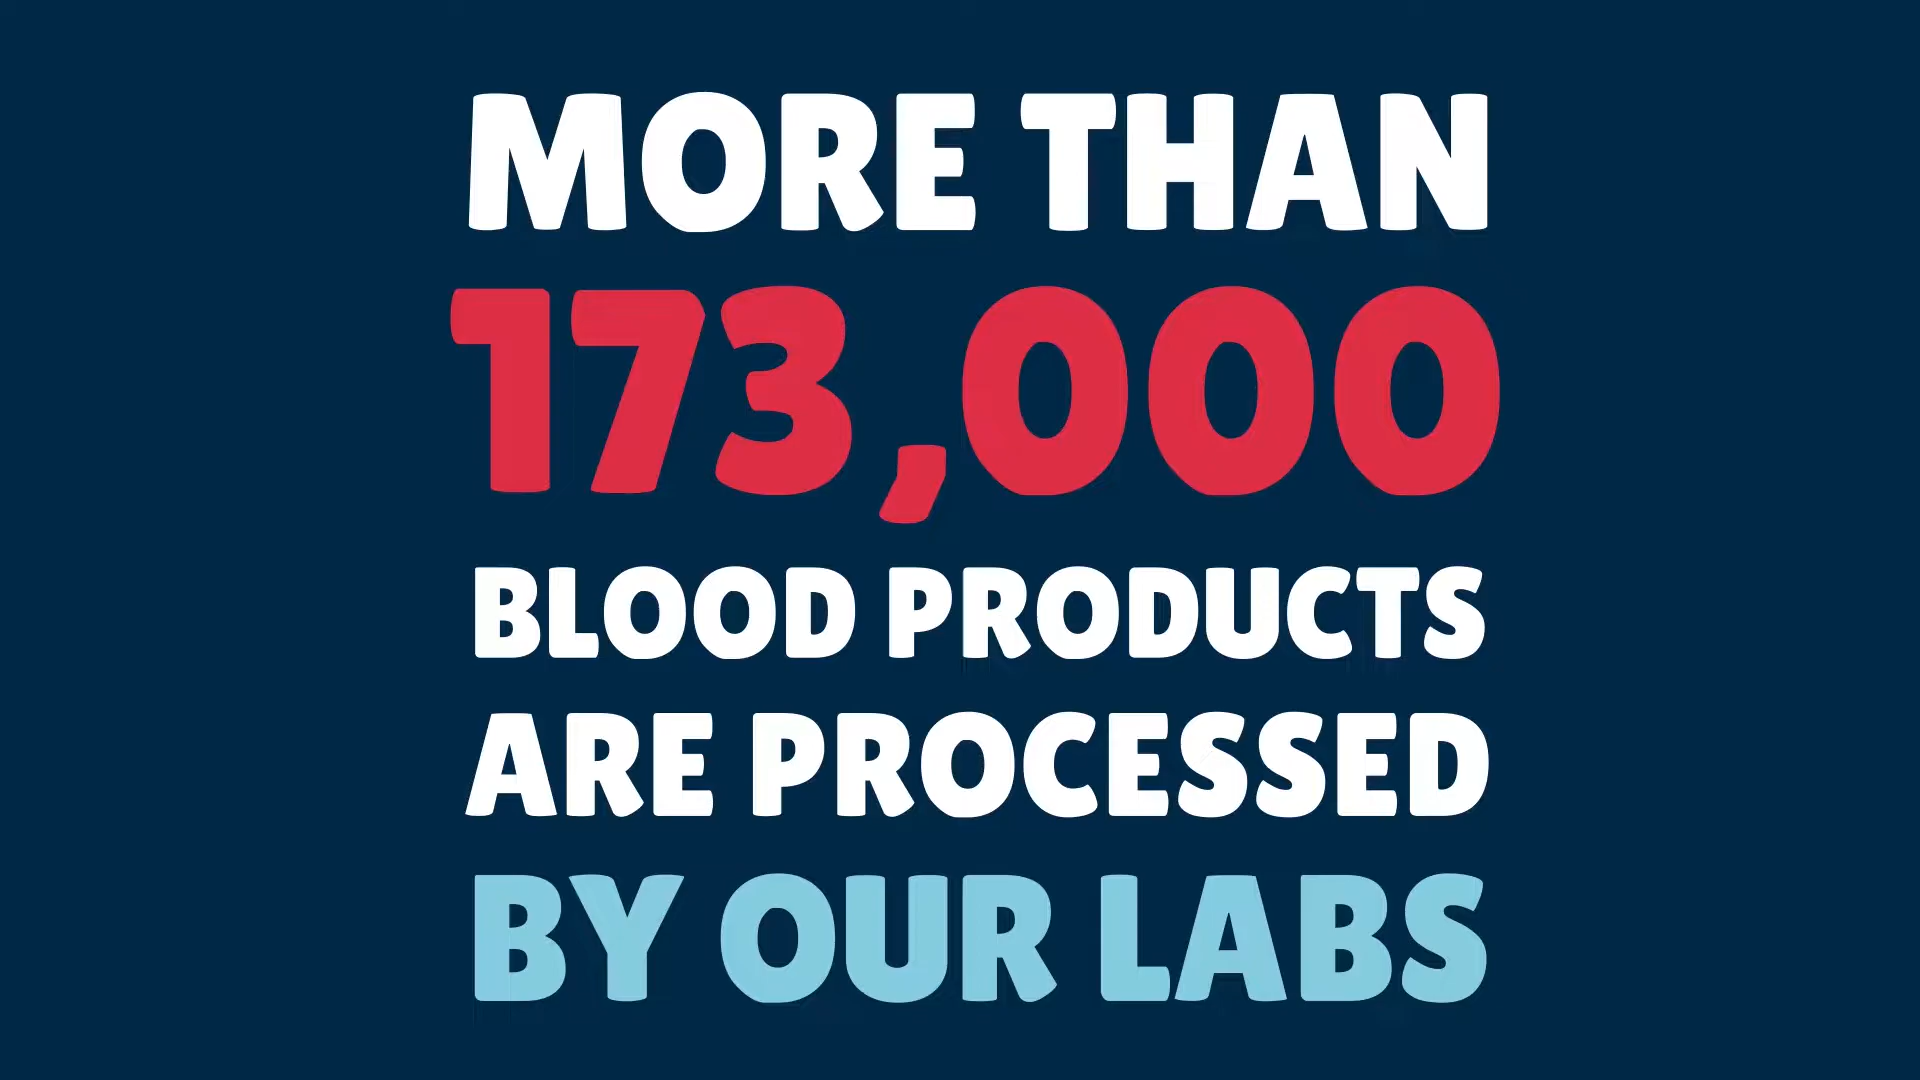 MORE THAN
173,000
BLOOD PRODUCTS
ARE PROCESSED
BY OUR LABS